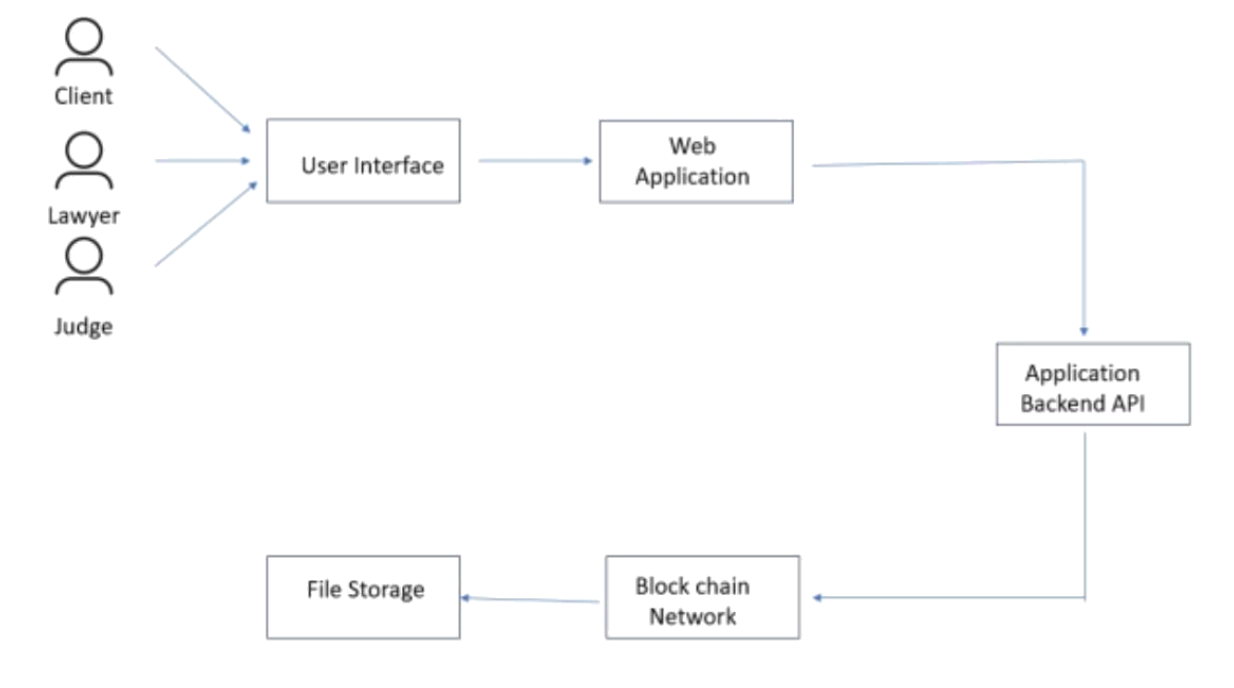 Client
Lawyer
Judge
User Interface
Web
Application
Application
Backend API
Block chain
Network
File Storage